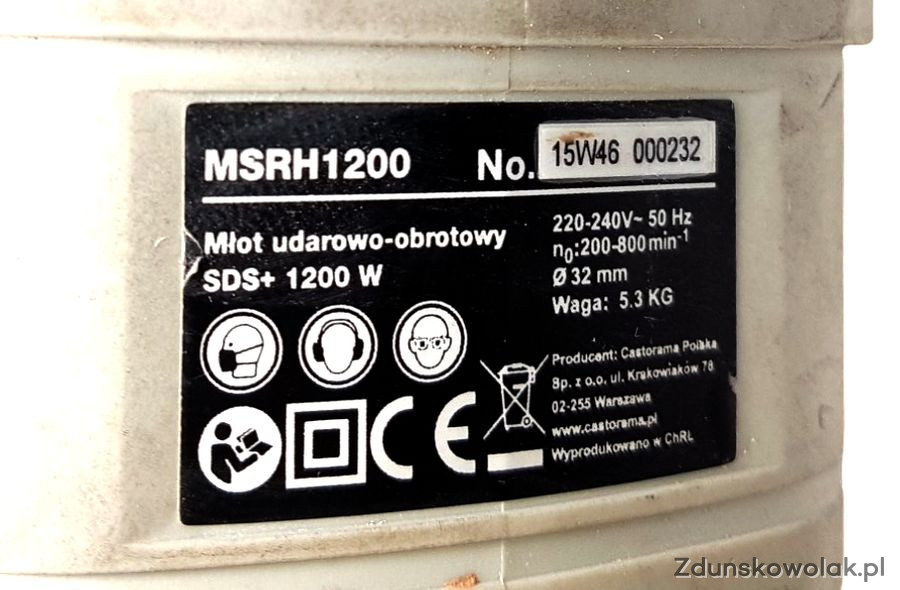 MSRH1200 No. 15W46 000232
Młot udarowo-obrotowy
SDS+ 1200 W
220-240V~ 50 Hz
n0:200-800min-1
Ø 32 mm
Waga: 5.3 KG
CE
Producent: Castorama Polska
Sp. z o.o. ul. Krakowiaków 78
02-255 Warszawa
www.castorama.pl
Wyprodukowano w ChRL
Zdunskowolak.pl